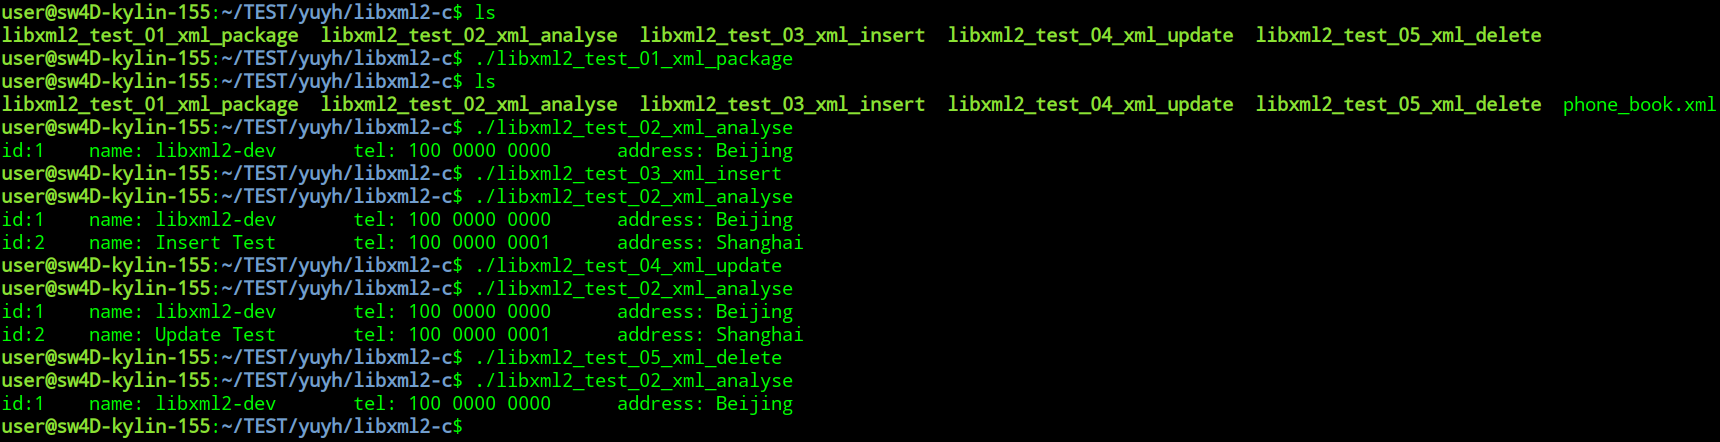 user@sw4D-kylin-155:~/TEST/yuyh/libxml2-c$ ls
libxml2_test_01_xml_package  libxml2_test_02_xml_analyse  libxml2_test_03_xml_insert  libxml2_test_04_xml_update  libxml2_test_05_xml_delete
user@sw4D-kylin-155:~/TEST/yuyh/libxml2-c$ ./libxml2_test_01_xml_package
user@sw4D-kylin-155:~/TEST/yuyh/libxml2-c$ ls
libxml2_test_01_xml_package  libxml2_test_02_xml_analyse  libxml2_test_03_xml_insert  libxml2_test_04_xml_update  libxml2_test_05_xml_delete  phone_book.xml
user@sw4D-kylin-155:~/TEST/yuyh/libxml2-c$ ./libxml2_test_02_xml_analyse
id:1    name: libxml2-dev       tel: 100 0000 0000      address: Beijing
user@sw4D-kylin-155:~/TEST/yuyh/libxml2-c$ ./libxml2_test_03_xml_insert
user@sw4D-kylin-155:~/TEST/yuyh/libxml2-c$ ./libxml2_test_02_xml_analyse
id:1    name: libxml2-dev       tel: 100 0000 0000      address: Beijing
id:2    name: Insert Test       tel: 100 0000 0001      address: Shanghai
user@sw4D-kylin-155:~/TEST/yuyh/libxml2-c$ ./libxml2_test_04_xml_update
user@sw4D-kylin-155:~/TEST/yuyh/libxml2-c$ ./libxml2_test_02_xml_analyse
id:1    name: libxml2-dev       tel: 100 0000 0000      address: Beijing
id:2    name: Update Test       tel: 100 0000 0001      address: Shanghai
user@sw4D-kylin-155:~/TEST/yuyh/libxml2-c$ ./libxml2_test_05_xml_delete
user@sw4D-kylin-155:~/TEST/yuyh/libxml2-c$ ./libxml2_test_02_xml_analyse
id:1    name: libxml2-dev       tel: 100 0000 0000      address: Beijing
user@sw4D-kylin-155:~/TEST/yuyh/libxml2-c$